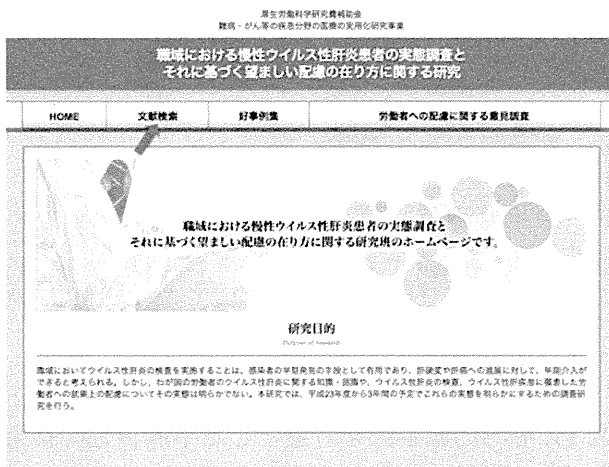 厚生労働科学研究費補助金
難病・がん等の疾患分野の医療の実用化研究事業
職域における慢性ウイルス性肝炎患者の実態調査と
それに基づく望ましい配慮の在り方に関する研究
HOME 文献検索 好事例集 労働者への配慮に関する意見調査
職域における慢性ウイルス性肝炎患者の実態調査と
それに基づく望ましい配慮の在り方に関する研究班のホームページです。
研究目的
Purpose of research
職域においてウイルス性肝炎の検査を実施することは、感染者の早期発見の手段として有用であり、肝硬変や肝癌への進展に対して、早期介入が
できると考えられる。しかし、わが国の労働者のウイルス性肝炎に関する知識・認識や、ウイルス性肝炎の検査、ウイルス性肝疾患に罹患した労
働者への就業上の配慮についてその実態は明らかでない。本研究では、平成23年度から3年間の予定でこれらの実態を明らかにするための調査研
究を行う。